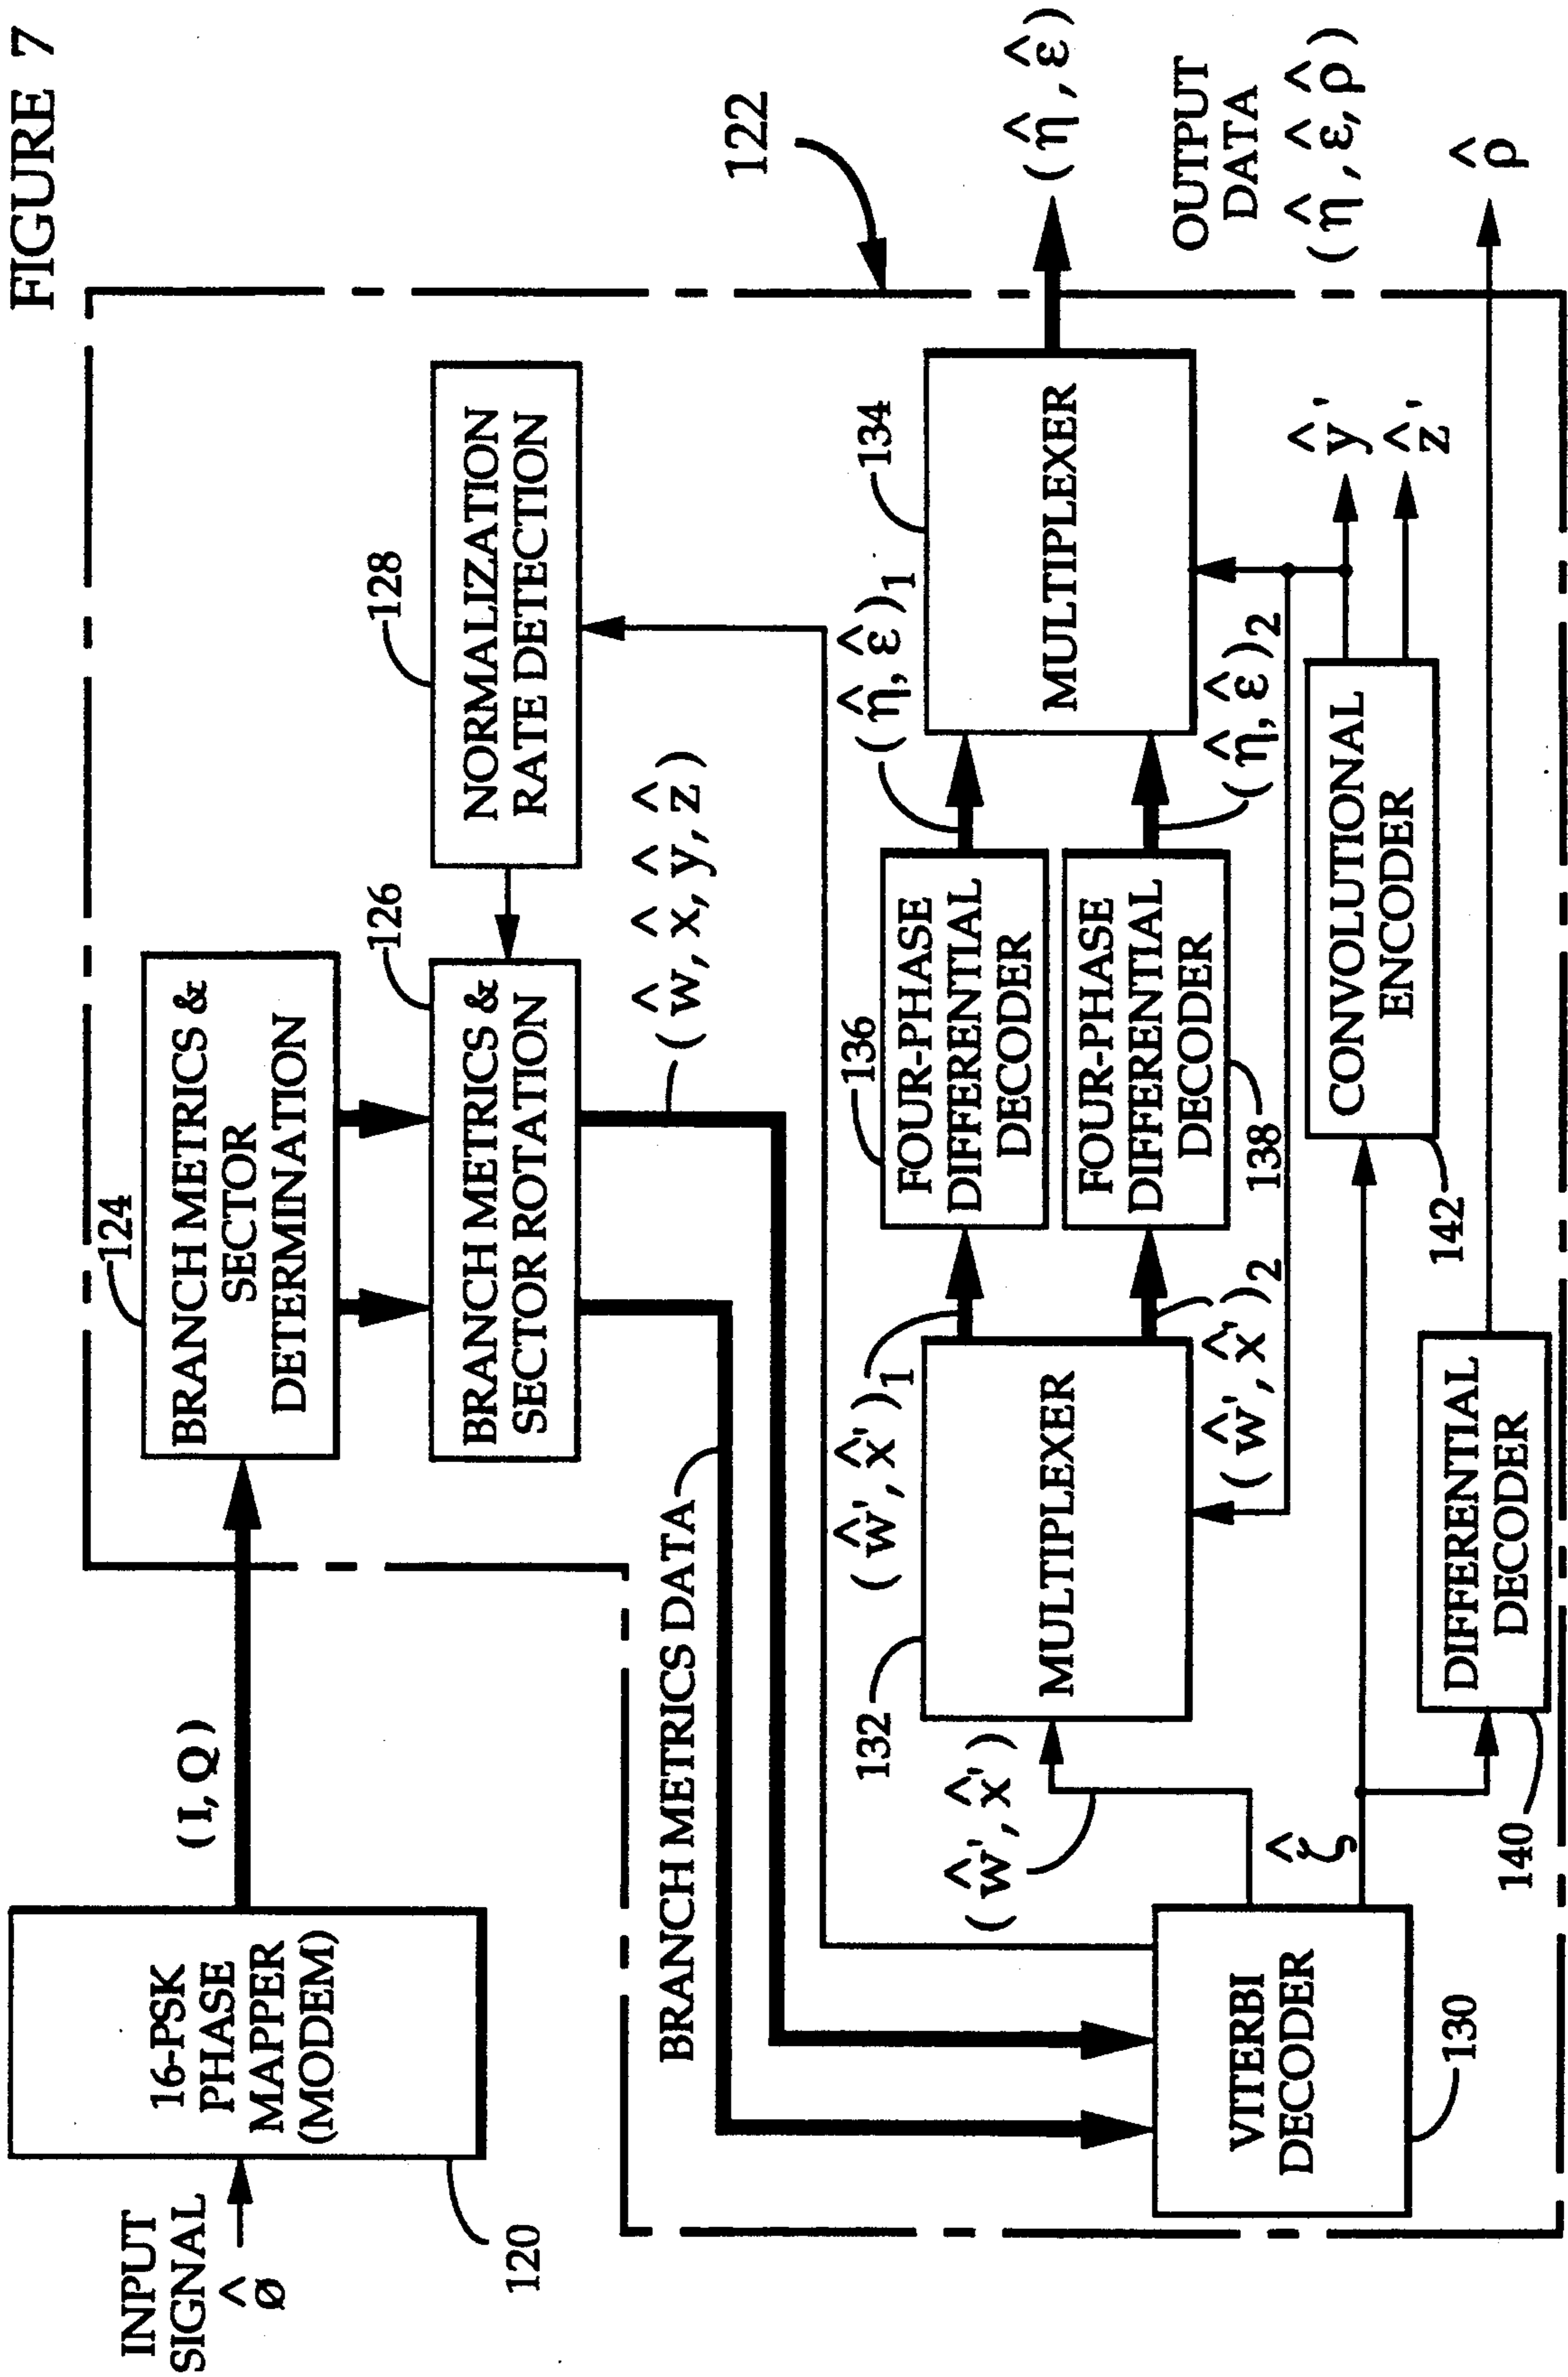 FIGURE 7
INPUT
SIGNAL
ø̂
120
16-PSK
PHASE
MAPPER
(MODEM)
(I, Q)
124
BRANCH METRICS &
SECTOR
DETERMINATION
126
BRANCH METRICS &
SECTOR ROTATION
128
NORMALIZATION
RATE DETECTION
122
BRANCH METRICS DATA
(ŵ, x̂, ŷ, ẑ)
VITERBI
DECODER
130
(ŵ', x̂')
ζ̂
132
MULTIPLEXER
(ŵ', x̂')1
(ŵ', x̂')2
136
FOUR-PHASE
DIFFERENTIAL
DECODER
FOUR-PHASE
DIFFERENTIAL
DECODER
138
(η̂, ε̂)1
(η̂, ε̂)2
134
MULTIPLEXER
(η̂, ε̂)
OUTPUT
DATA
(η̂, ε̂, ρ̂)
CONVOLUTIONAL
ENCODER
142
ŷ'
ẑ'
140
DIFFERENTIAL
DECODER
ρ̂